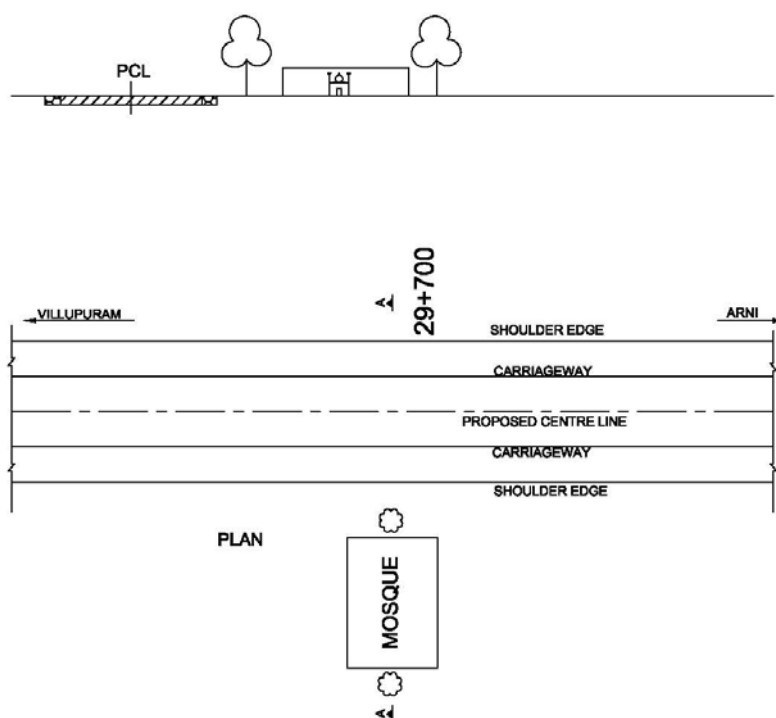 PCL
A
29+700
VILLUPURAM
ARNI
SHOULDER EDGE
CARRIAGEWAY
PROPOSED CENTRE LINE
CARRIAGEWAY
SHOULDER EDGE
PLAN
MOSQUE
A